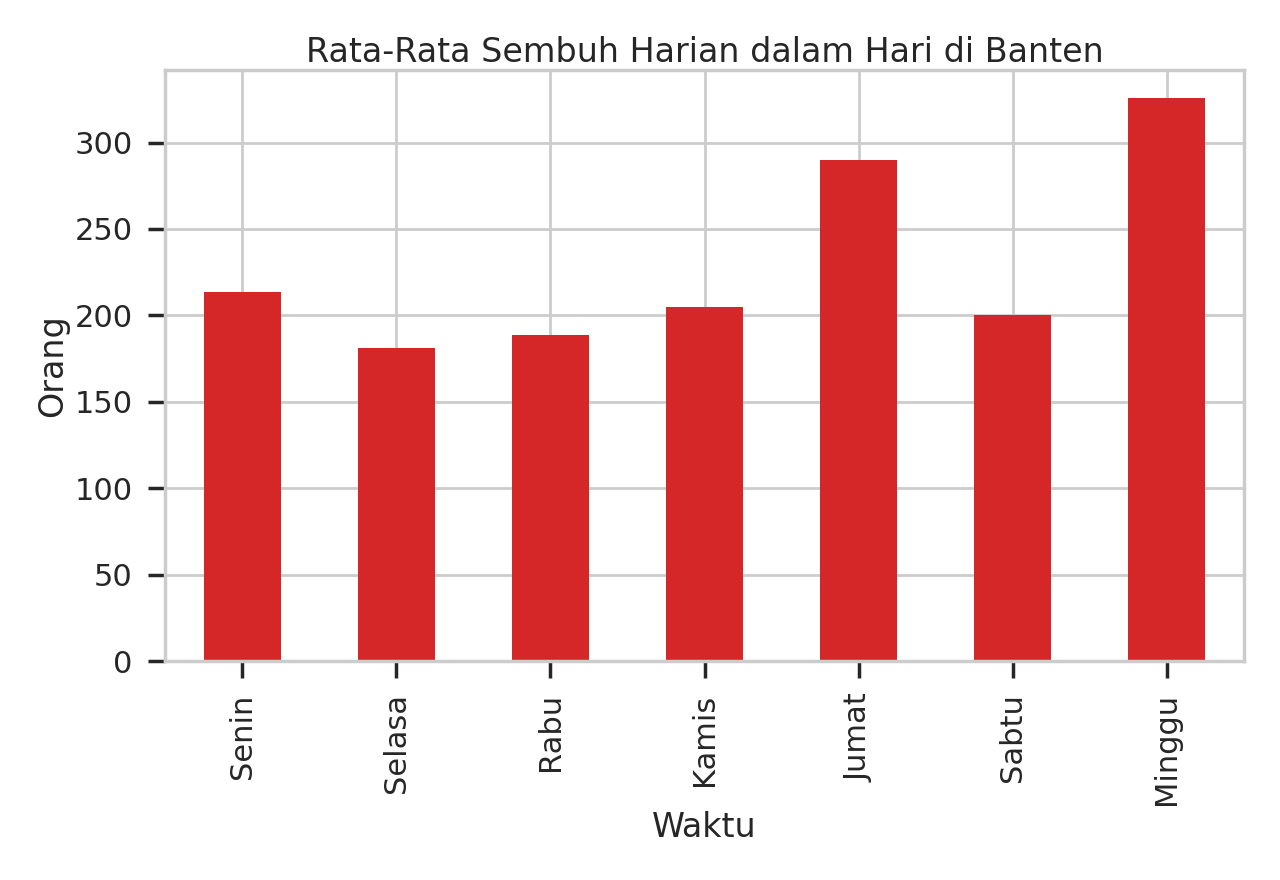 Rata-Rata Sembuh Harian dalam Hari di Banten
Orang
300
250
200
150
100
50
0
Senin
Selasa
Rabu
Kamis
Jumat
Sabtu
Minggu
Waktu